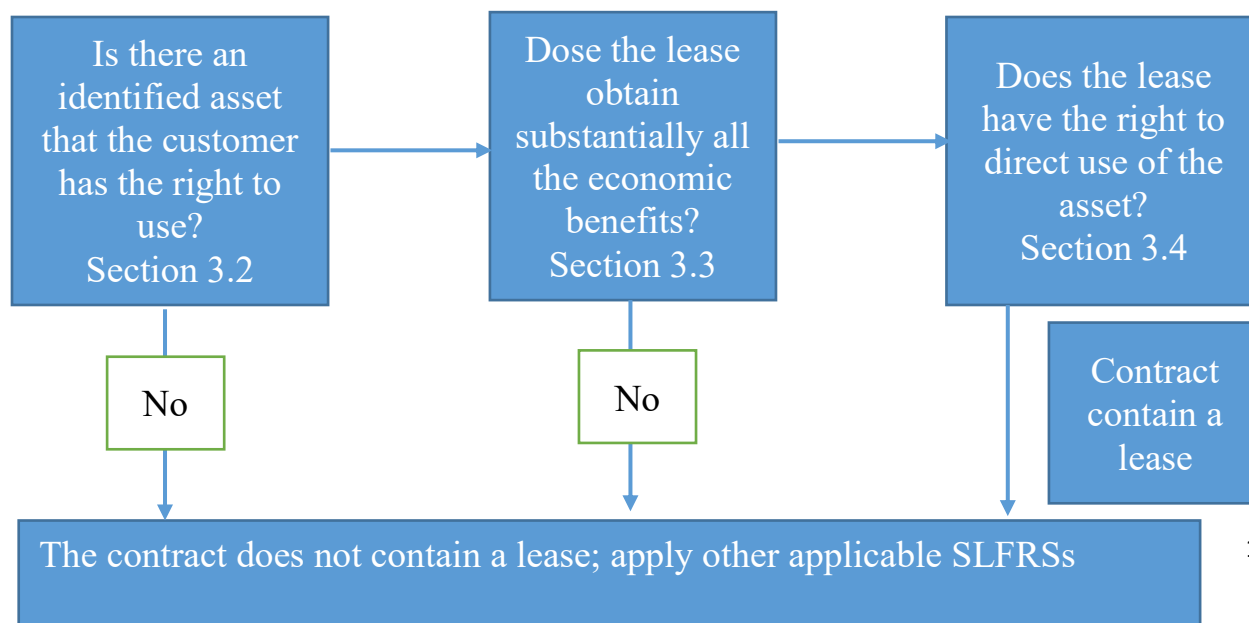 Is there an
identified asset
that the customer
has the right to
use?
Section 3.2
Dose the lease
obtain
substantially all
the economic
benefits?
Section 3.3
Does the lease
have the right to
direct use of the
asset?
Section 3.4
No
No
Contract
contain a
lease
The contract does not contain a lease; apply other applicable SLFRSs